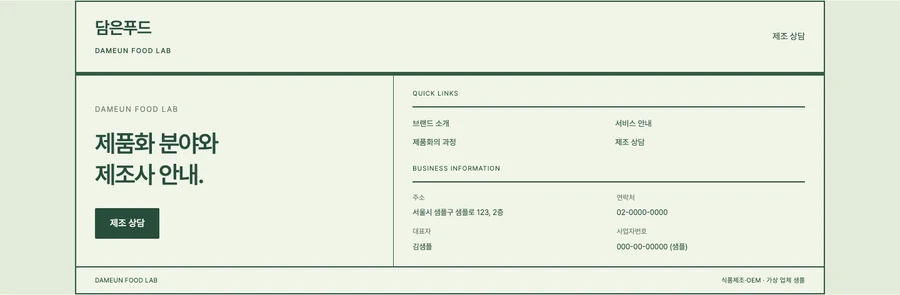 담은푸드
DAMEUN FOOD LAB
제조 상담
DAMEUN FOOD LAB
제품화 분야와
제조사 안내.
제조 상담
QUICK LINKS
브랜드 소개
서비스 안내
제품화의 과정
제조 상담
BUSINESS INFORMATION
주소
연락처
서울시 샘플구 샘플로 123, 2층
02-0000-0000
대표자
사업자번호
김샘플
000-00-00000 (샘플)
DAMEUN FOOD LAB
식품제조·OEM · 가상 업체 샘플